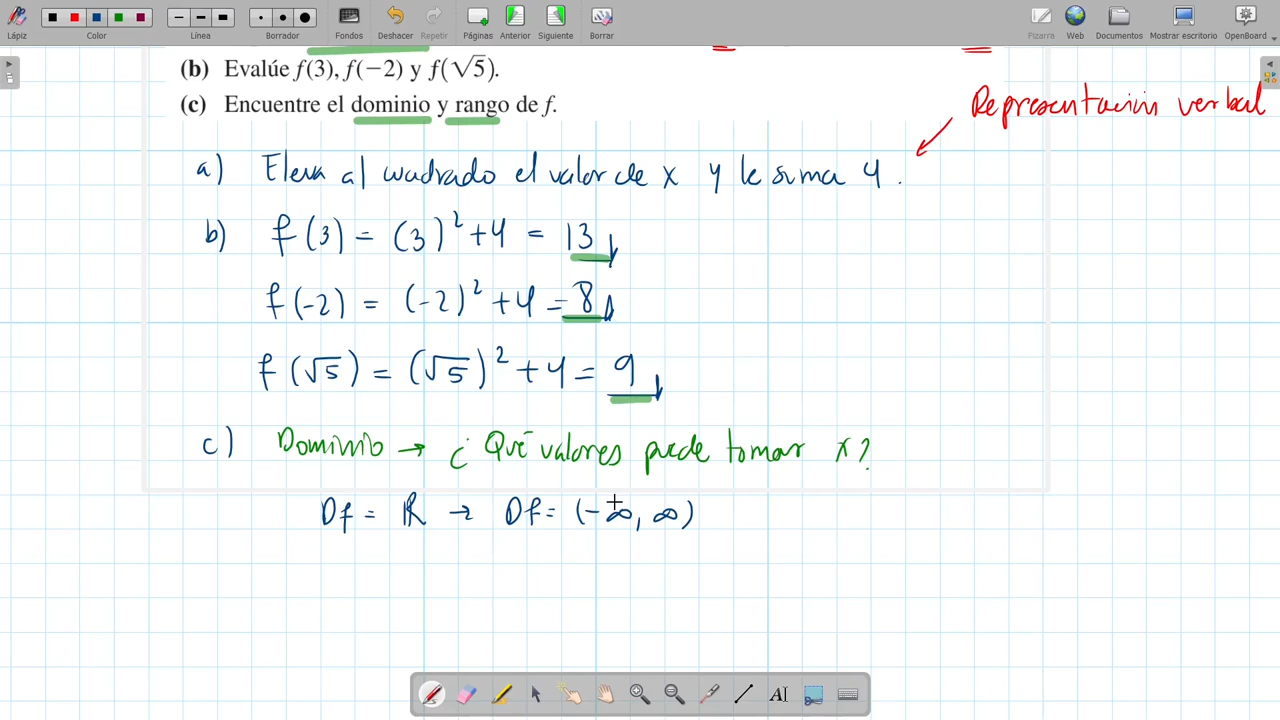 Lápiz Color Línea Borrador Fondos Deshacer Repetir Páginas Anterior Siguiente Borrar Pizarra Web Documentos Mostrar escritorio OpenBoard
(b) Evalúe f(3), f(−2) y f(√5).
(c) Encuentre el dominio y rango de f.
Representación verbal
a) Eleva al cuadrado el valor de x y le suma 4.
b) f(3) = (3)² + 4 = 13
f(-2) = (-2)² + 4 = 8
f(√5) = (√5)² + 4 = 9
c) Dominio → ¿Qué valores puede tomar x?
Df = ℝ → Df = (-∞, ∞)
AI